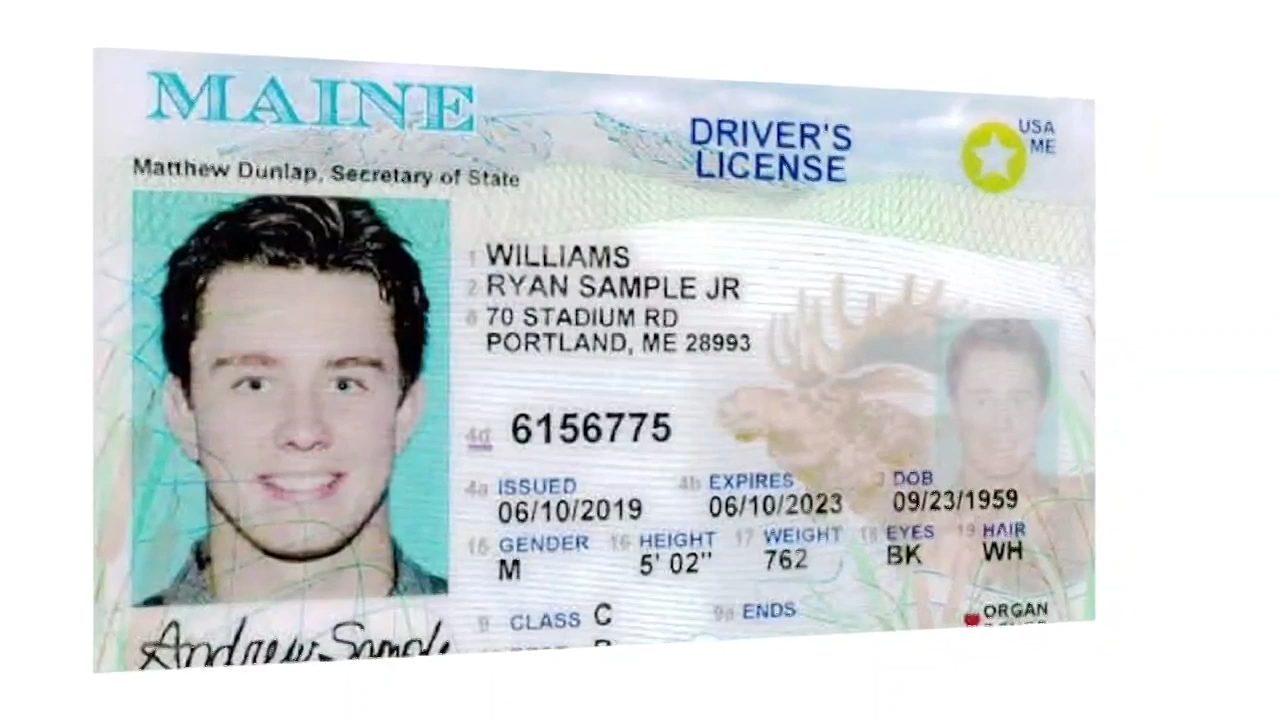 MAINE
DRIVER'S
LICENSE
USA
ME
Matthew Dunlap, Secretary of State
1 WILLIAMS
2 RYAN SAMPLE JR
8 70 STADIUM RD
PORTLAND, ME 28993
4d 6156775
4a ISSUED 4b EXPIRES 3 DOB
06/10/2019 06/10/2023 09/23/1959
15 GENDER 16 HEIGHT 17 WEIGHT 18 EYES 19 HAIR
M 5' 02" 762 BK WH
9 CLASS C 9a ENDS
ORGAN
Andrew Sample